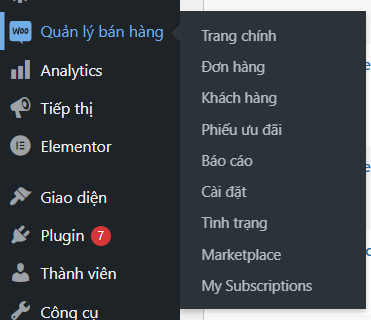 Woo
Quản lý bán hàng
Analytics
Tiếp thị
Elementor
Giao diện
Plugin 7
Thành viên
Công cụ
Trang chính
Đơn hàng
Khách hàng
Phiếu ưu đãi
Báo cáo
Cài đặt
Tình trạng
Marketplace
My Subscriptions